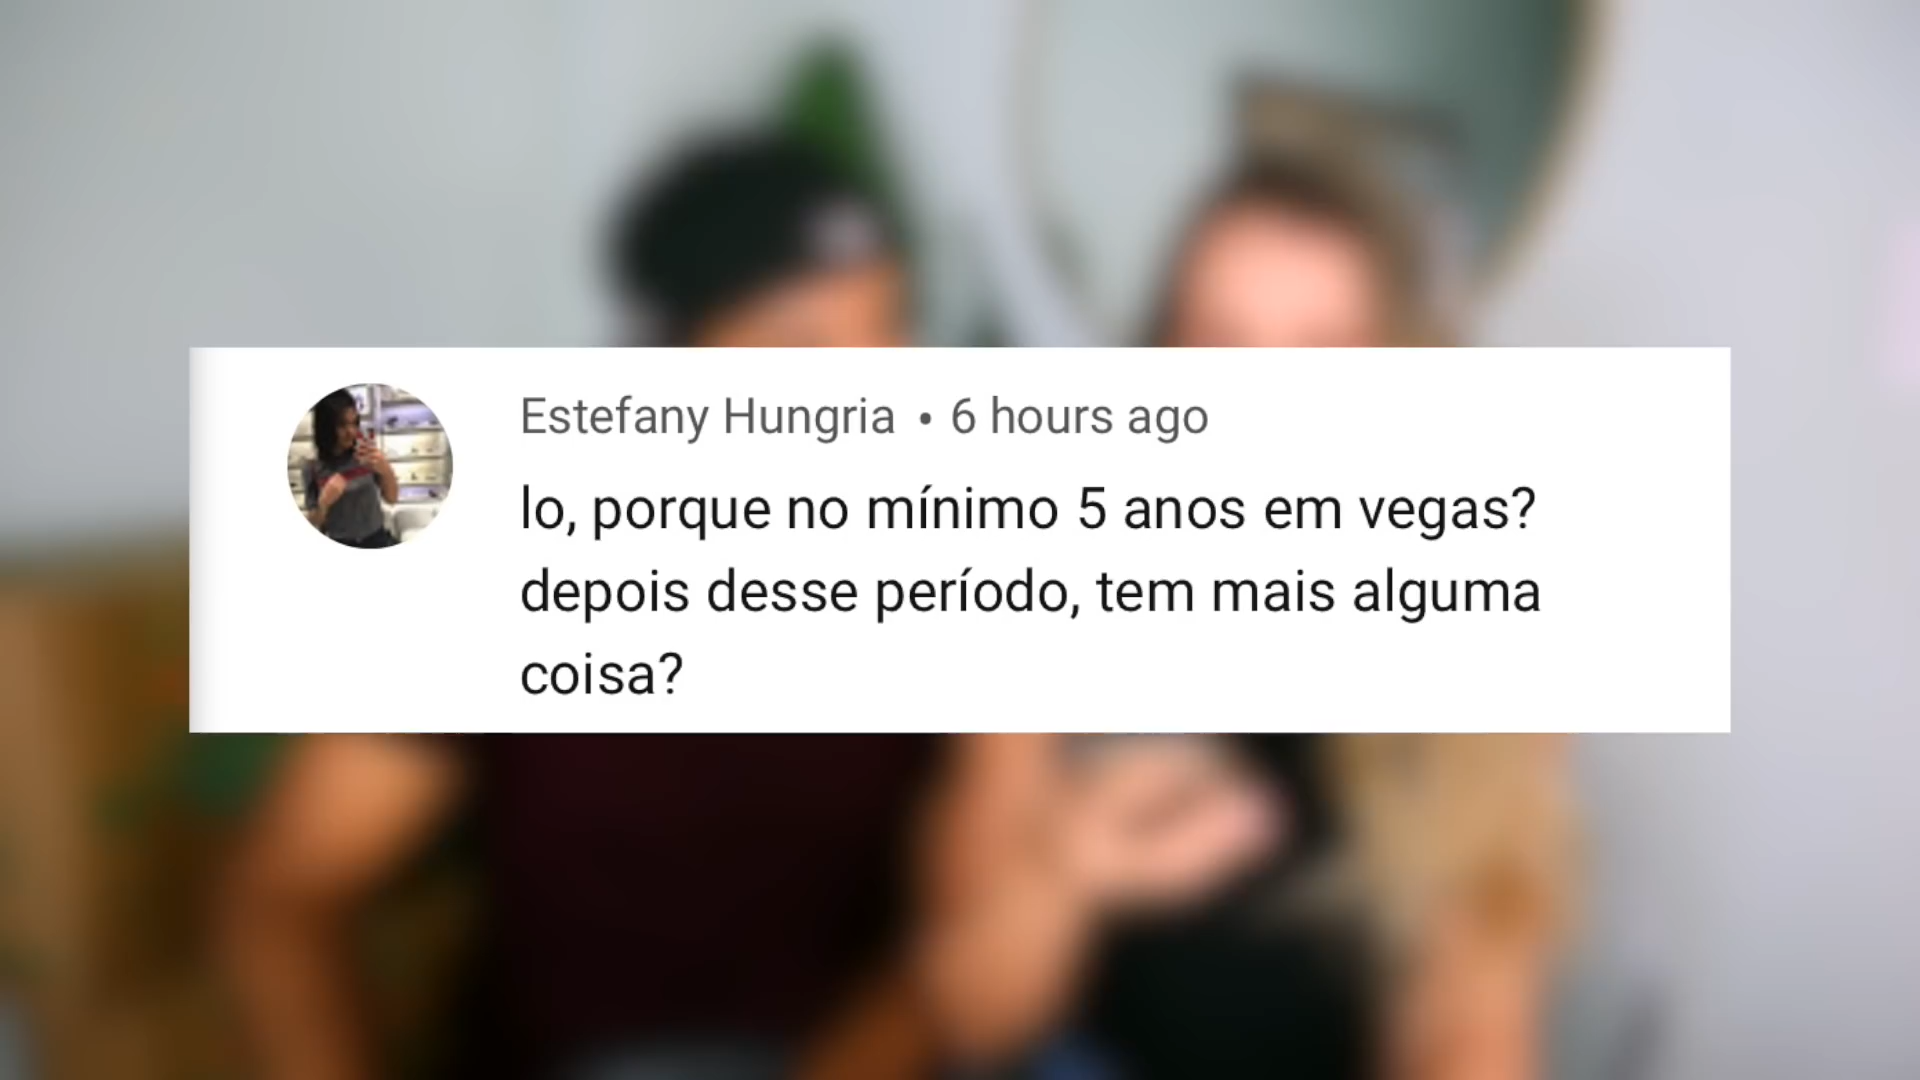 Estefany Hungria • 6 hours ago
lo, porque no mínimo 5 anos em vegas?
depois desse período, tem mais alguma
coisa?